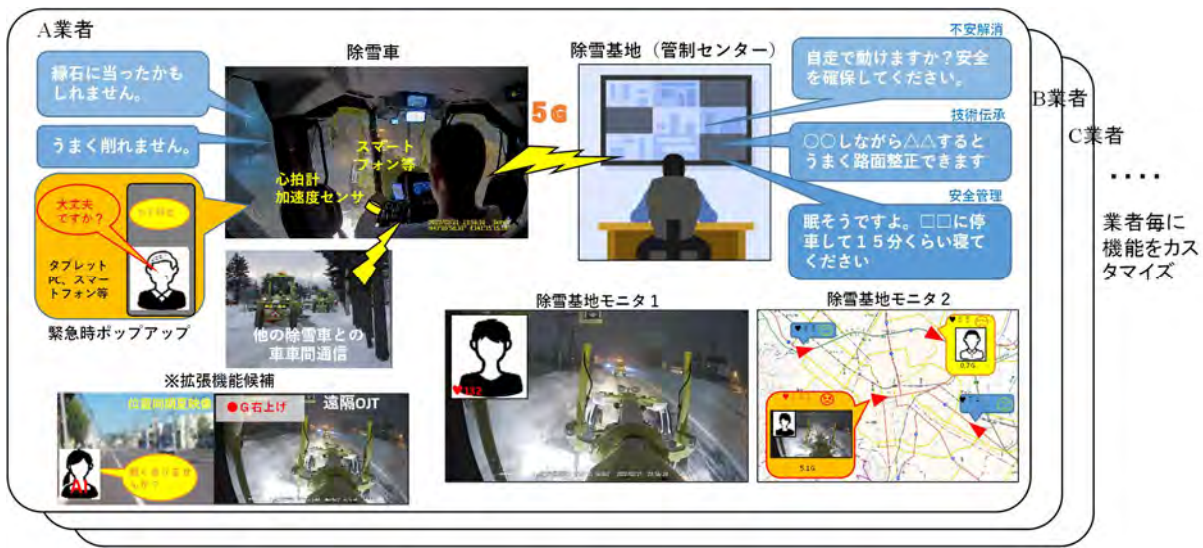 A業者
除雪車
縁石に当ったかも
しれません。
うまく削れません。
スマート
フォン等
心拍計
加速度センサ
5G
除雪基地（管制センター）
不安解消
自走で動けますか？安全
を確保してください。
技術伝承
○○しながら△△すると
うまく路面整正できます
安全管理
眠そうですよ。□□に停
車して１５分くらい寝て
ください
B業者
C業者
....
業者毎に
機能をカス
タマイズ
大丈夫
ですか？
タブレット
PC、スマー
トフォン等
緊急時ポップアップ
他の除雪車との
車車間通信
※拡張機能候補
位置同期夏映像
AI
●G右上げ
遠隔OJT
除雪基地モニタ１
♥132
除雪基地モニタ２
0.7G
5.1G